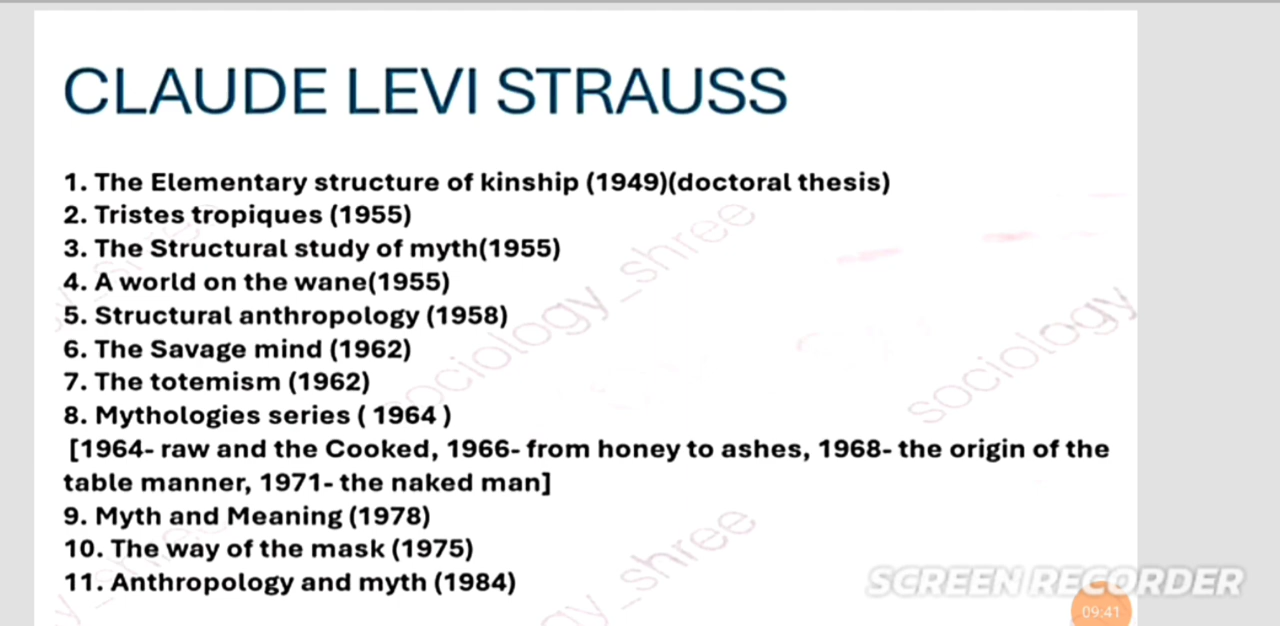 CLAUDE LEVI STRAUSS
1. The Elementary structure of kinship (1949)(doctoral thesis)
2. Tristes tropiques (1955)
3. The Structural study of myth(1955)
4. A world on the wane(1955)
5. Structural anthropology (1958)
6. The Savage mind (1962)
7. The totemism (1962)
8. Mythologies series ( 1964 )
[1964- raw and the Cooked, 1966- from honey to ashes, 1968- the origin of the
table manner, 1971- the naked man]
9. Myth and Meaning (1978)
10. The way of the mask (1975)
11. Anthropology and myth (1984)
sociology_shree
sociology
gy_shree
SCREEN RECORDER
09:41